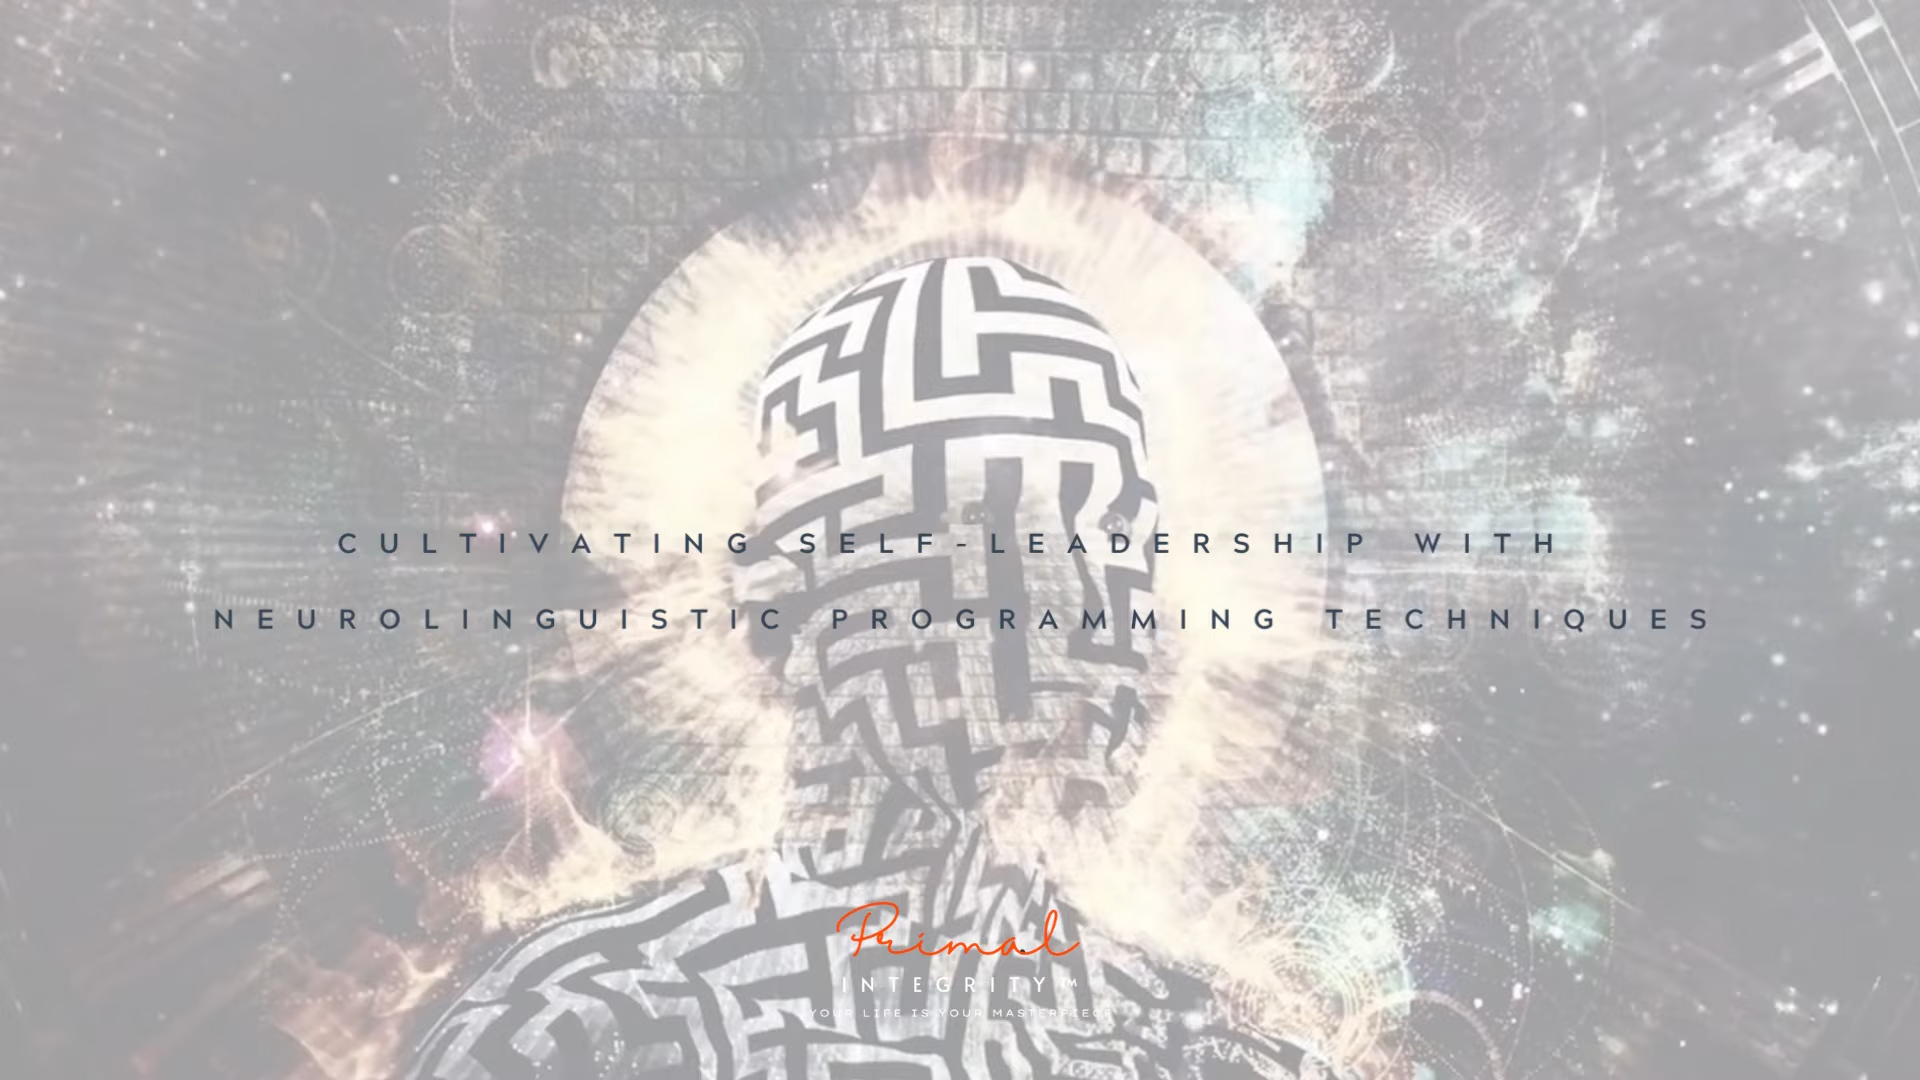 CULTIVATING SELF-LEADERSHIP WITH
NEUROLINGUISTIC PROGRAMMING TECHNIQUES
Primal
INTEGRITY™
YOUR LIFE IS YOUR MASTERPIECE